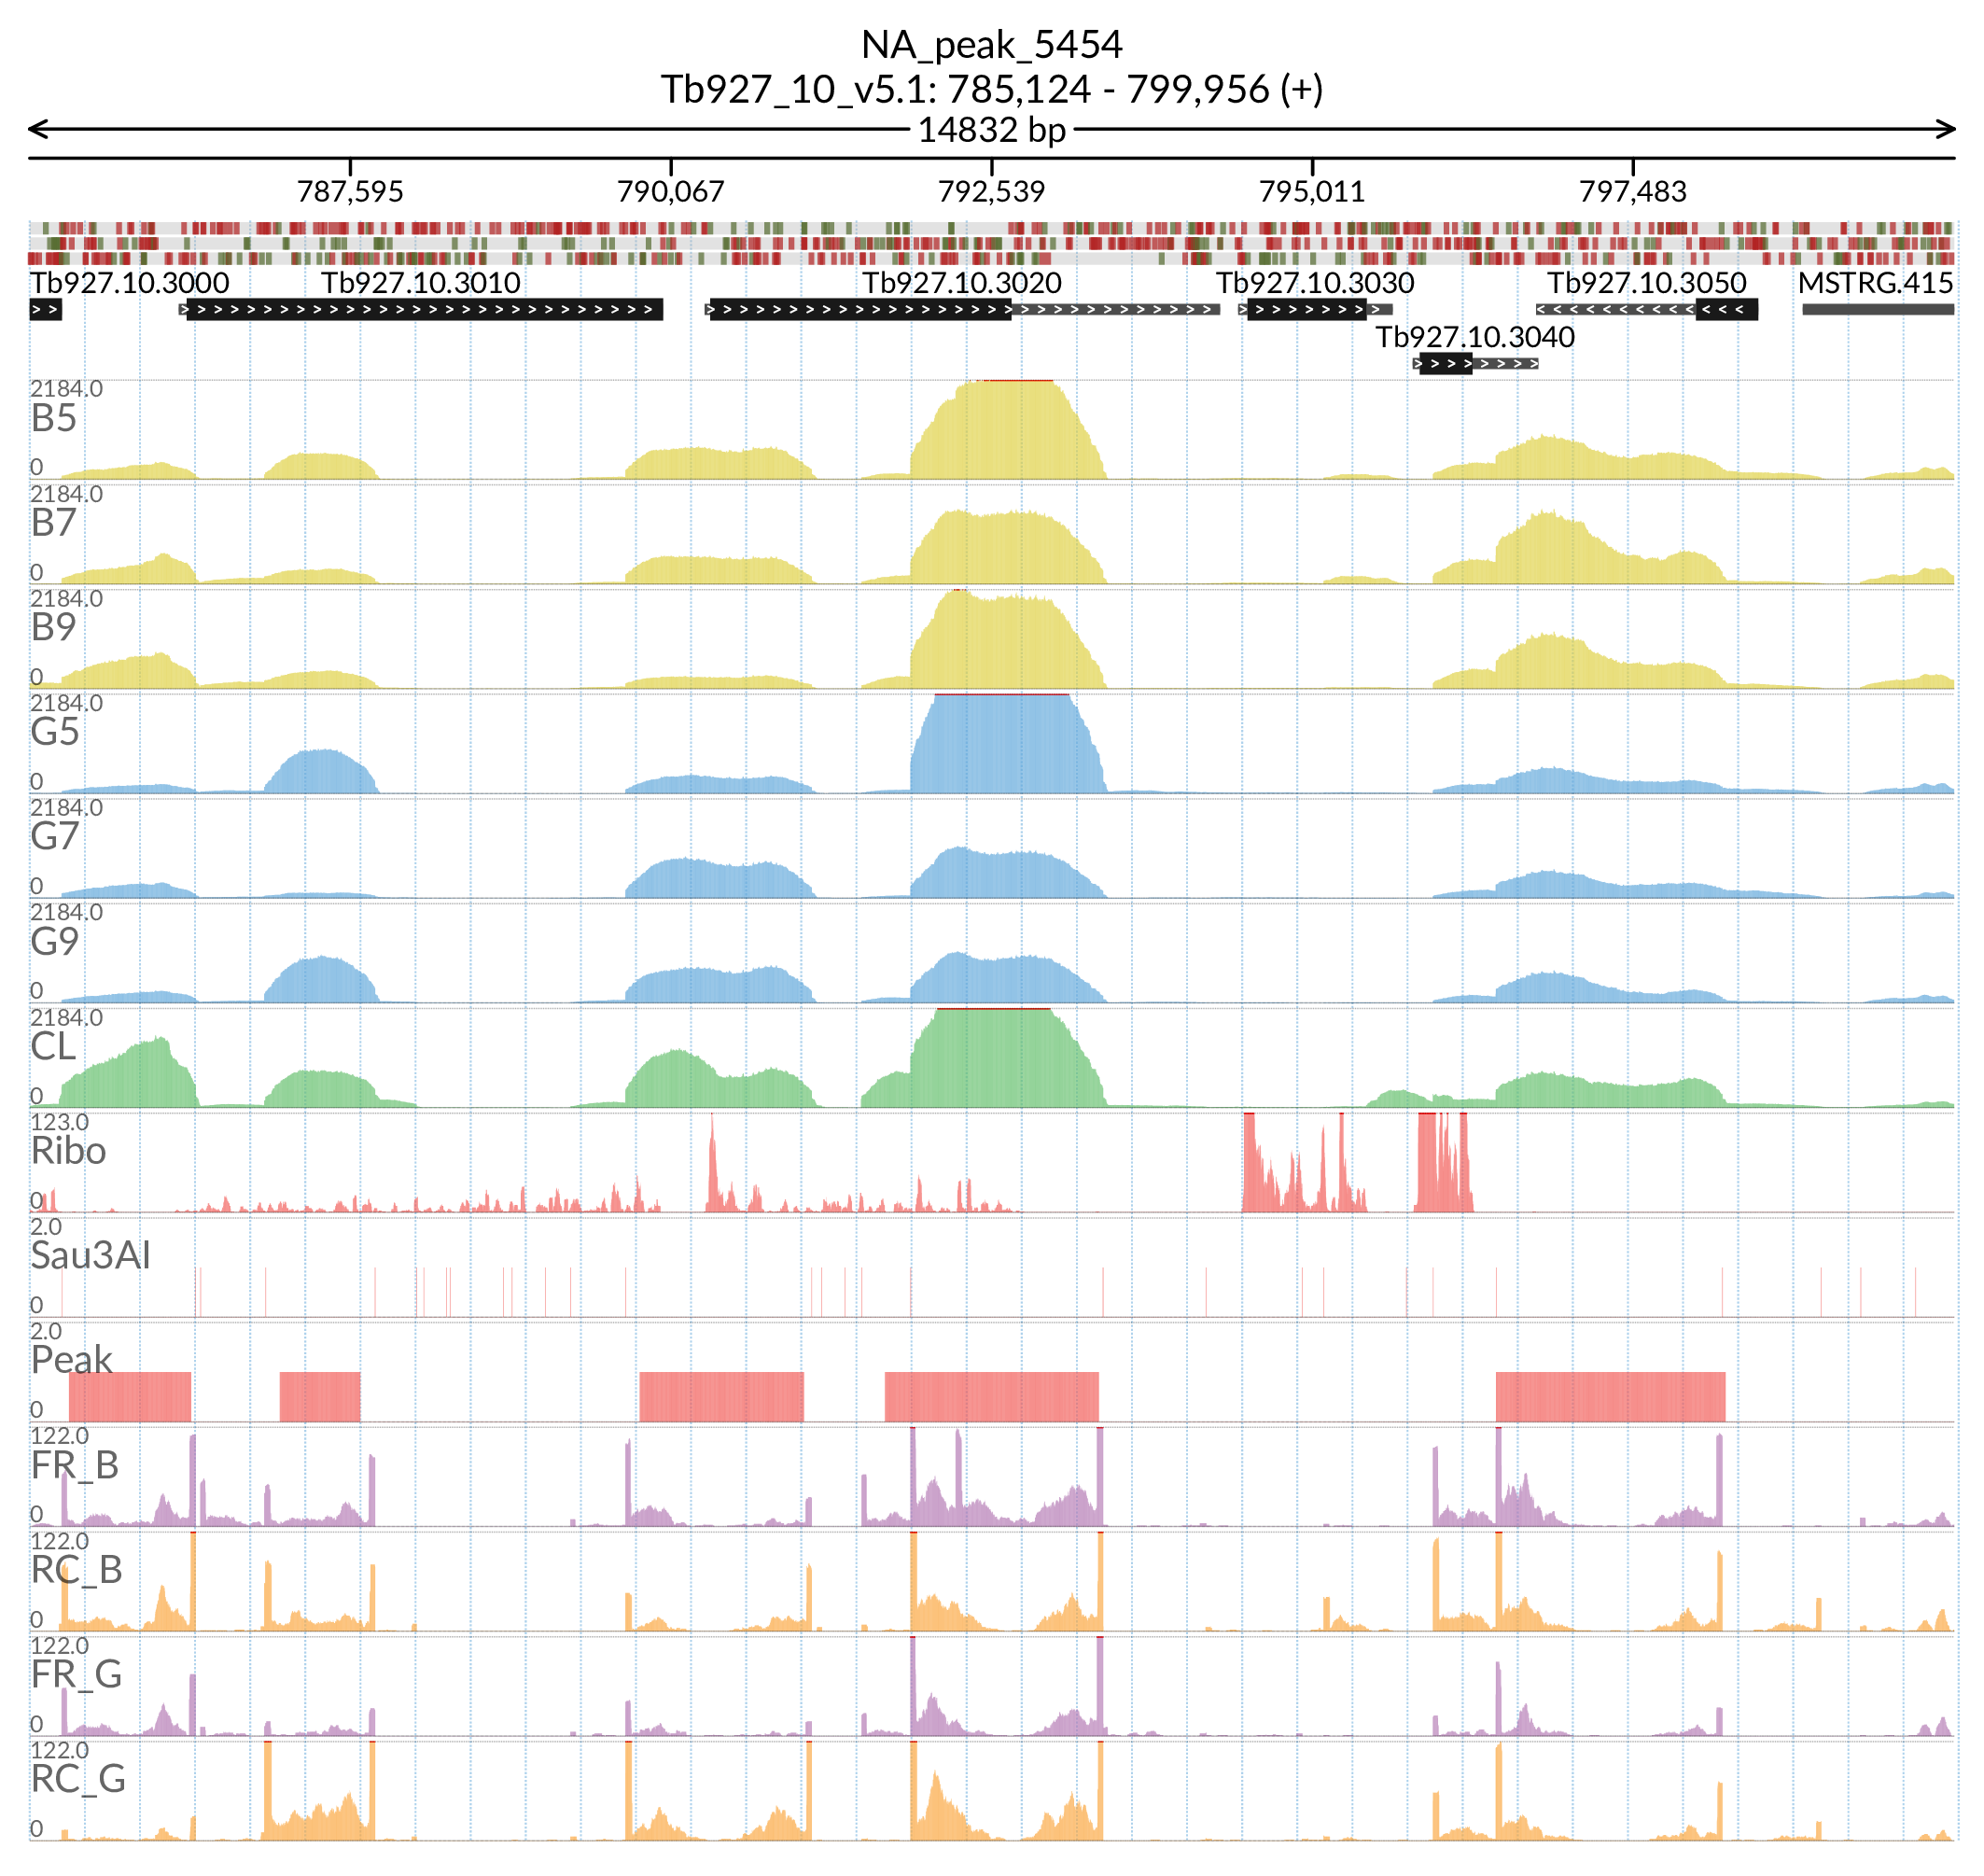 NA_peak_5454
Tb927_10_v5.1: 785,124 - 799,956 (+)
14832 bp
787,595 790,067 792,539 795,011 797,483
Tb927.10.3000 Tb927.10.3010 Tb927.10.3020 Tb927.10.3030 Tb927.10.3050 MSTRG.415
Tb927.10.3040
2184.0
B5
0
2184.0
B7
0
2184.0
B9
0
2184.0
G5
0
2184.0
G7
0
2184.0
G9
0
2184.0
CL
0
123.0
Ribo
0
2.0
Sau3AI
0
2.0
Peak
0
122.0
FR_B
0
122.0
RC_B
0
122.0
FR_G
0
122.0
RC_G
0